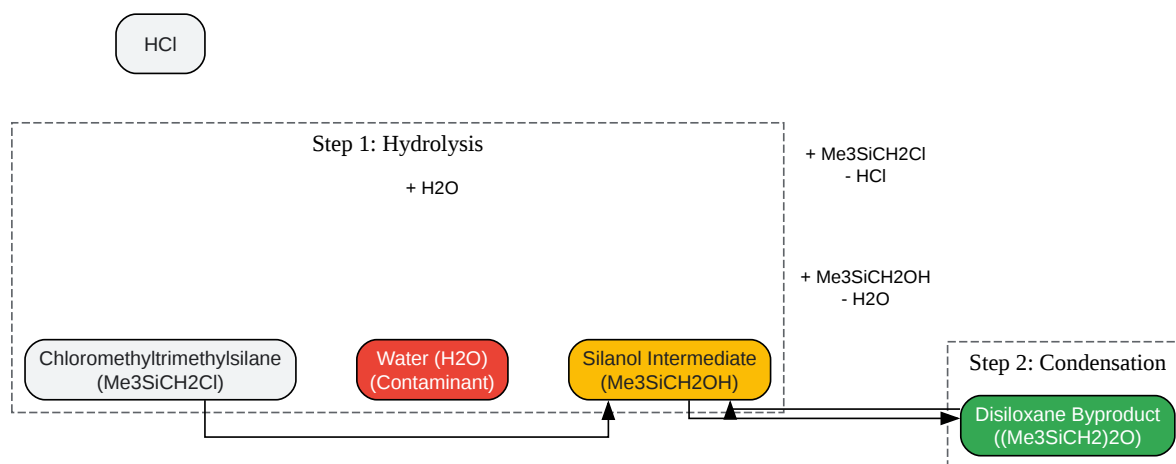 HCl
Step 1: Hydrolysis
+ H2O
+ Me3SiCH2Cl
- HCl
+ Me3SiCH2OH
- H2O
Chloromethyltrimethylsilane
(Me3SiCH2Cl)
Water (H2O)
(Contaminant)
Silanol Intermediate
(Me3SiCH2OH)
Step 2: Condensation
Disiloxane Byproduct
((Me3SiCH2)2O)